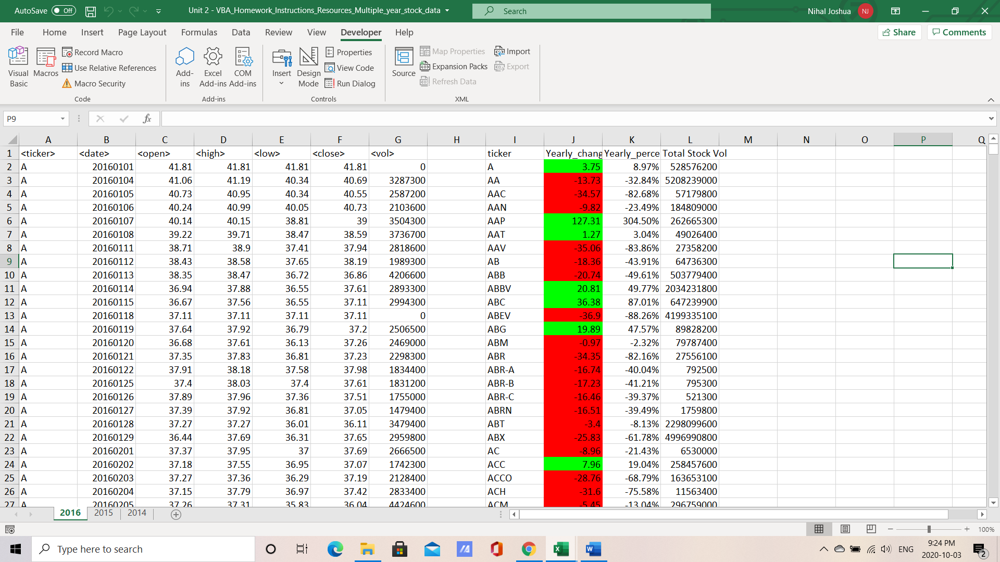 AutoSave Off Unit 2 - VBA_Homework_Instructions_Resources_Multiple_year_stock_data Search Nihal Joshua NJ
File Home Insert Page Layout Formulas Data Review View Developer Help Share Comments
Visual Basic Macros Record Macro Use Relative References Macro Security
Add-ins Excel Add-ins COM Add-ins
Insert Design Mode Properties View Code Run Dialog
Source Map Properties Expansion Packs Refresh Data Import Export
Code Add-ins Controls XML
P9 fx
A B C D E F G H I J K L M N O P Q
1 <ticker> <date> <open> <high> <low> <close> <vol> ticker Yearly_chang Yearly_perce Total Stock Vol
2 A 20160101 41.81 41.81 41.81 41.81 0 A 3.75 8.97% 528576200
3 A 20160104 41.06 41.19 40.34 40.69 3287300 AA -13.73 -32.84% 5208239000
4 A 20160105 40.73 40.95 40.34 40.55 2587200 AAC -34.57 -82.68% 57179800
5 A 20160106 40.24 40.99 40.05 40.73 2103600 AAN -9.82 -23.49% 184809000
6 A 20160107 40.14 40.15 38.81 39 3504300 AAP 127.31 304.50% 262665300
7 A 20160108 39.22 39.71 38.47 38.59 3736700 AAT 1.27 3.04% 49026400
8 A 20160111 38.71 38.9 37.41 37.94 2818600 AAV -35.06 -83.86% 27358200
9 A 20160112 38.43 38.58 37.65 38.19 1989300 AB -18.36 -43.91% 64736300
10 A 20160113 38.35 38.47 36.72 36.86 4206600 ABB -20.74 -49.61% 503779400
11 A 20160114 36.94 37.88 36.55 37.61 2893300 ABBV 20.81 49.77% 2034231800
12 A 20160115 36.67 37.56 36.55 37.11 2994300 ABC 36.38 87.01% 647239900
13 A 20160118 37.11 37.11 37.11 37.11 0 ABEV -36.9 -88.26% 4199335100
14 A 20160119 37.64 37.92 36.79 37.2 2506500 ABG 19.89 47.57% 89828200
15 A 20160120 36.68 37.61 36.13 37.26 2469000 ABM -0.97 -2.32% 79787400
16 A 20160121 37.35 37.83 36.81 37.23 2298300 ABR -34.35 -82.16% 27556100
17 A 20160122 37.91 38.18 37.58 37.98 1834400 ABR-A -16.74 -40.04% 792500
18 A 20160125 37.4 38.03 37.4 37.61 1831200 ABR-B -17.23 -41.21% 795300
19 A 20160126 37.89 37.96 37.36 37.51 1755000 ABR-C -16.46 -39.37% 521300
20 A 20160127 37.39 37.92 36.81 37.05 1479400 ABRN -16.51 -39.49% 1759800
21 A 20160128 37.27 37.27 36.01 36.11 3479400 ABT -3.4 -8.13% 2298099600
22 A 20160129 36.44 37.69 36.31 37.65 2959800 ABX -25.83 -61.78% 4996990800
23 A 20160201 37.37 37.95 37 37.69 2666500 AC -8.96 -21.43% 6530000
24 A 20160202 37.18 37.55 36.95 37.07 1742300 ACC 7.96 19.04% 258457600
25 A 20160203 37.27 37.36 36.29 37.19 2128400 ACCO -28.76 -68.79% 163653100
26 A 20160204 37.15 37.79 36.97 37.42 2833400 ACH -31.6 -75.58% 11563400
27 A 20160205 37.26 37.31 35.83 36.04 4424600 ACM -5.45 -13.04% 296759000
2016 2015 2014
100%
Type here to search ENG 9:24 PM
2020-10-03 2